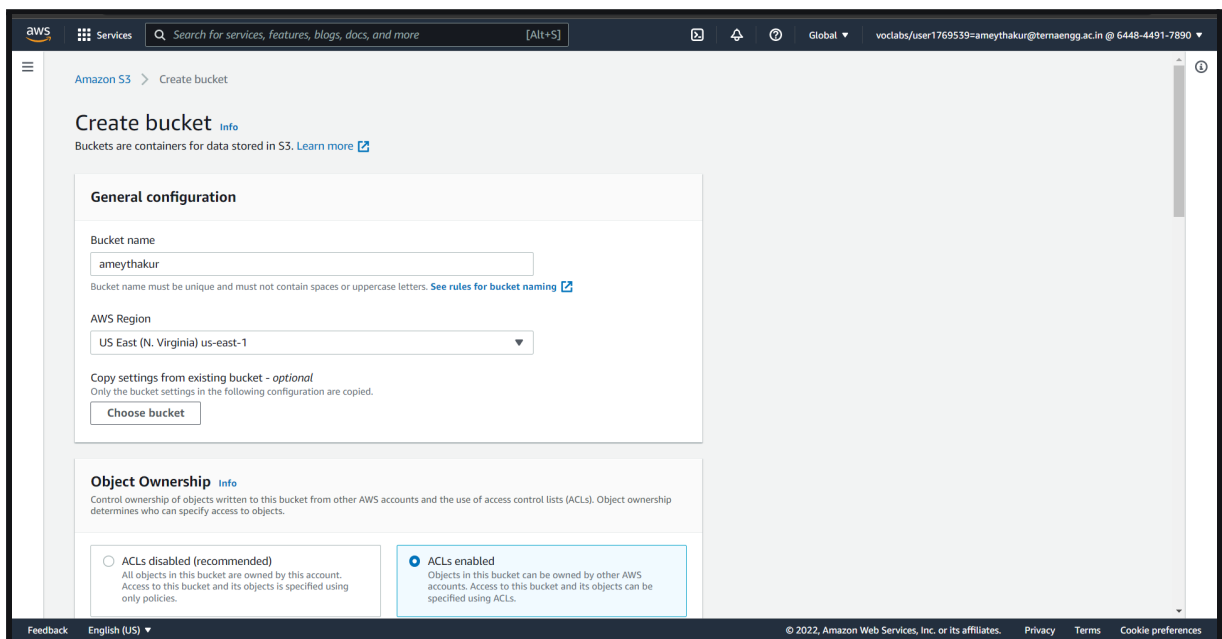 aws
Services
Search for services, features, blogs, docs, and more [Alt+S]
Global ▼
voclabs/user1769539=ameythakur@ternaengg.ac.in @ 6448-4491-7890 ▼
Amazon S3 > Create bucket
Create bucket Info
Buckets are containers for data stored in S3. Learn more
General configuration
Bucket name
ameythakur
Bucket name must be unique and must not contain spaces or uppercase letters. See rules for bucket naming
AWS Region
US East (N. Virginia) us-east-1
Copy settings from existing bucket - optional
Only the bucket settings in the following configuration are copied.
Choose bucket
Object Ownership Info
Control ownership of objects written to this bucket from other AWS accounts and the use of access control lists (ACLs). Object ownership
determines who can specify access to objects.
ACLs disabled (recommended)
All objects in this bucket are owned by this account.
Access to this bucket and its objects is specified using
only policies.
ACLs enabled
Objects in this bucket can be owned by other AWS
accounts. Access to this bucket and its objects can be
specified using ACLs.
Feedback English (US) ▼
© 2022, Amazon Web Services, Inc. or its affiliates. Privacy Terms Cookie preferences